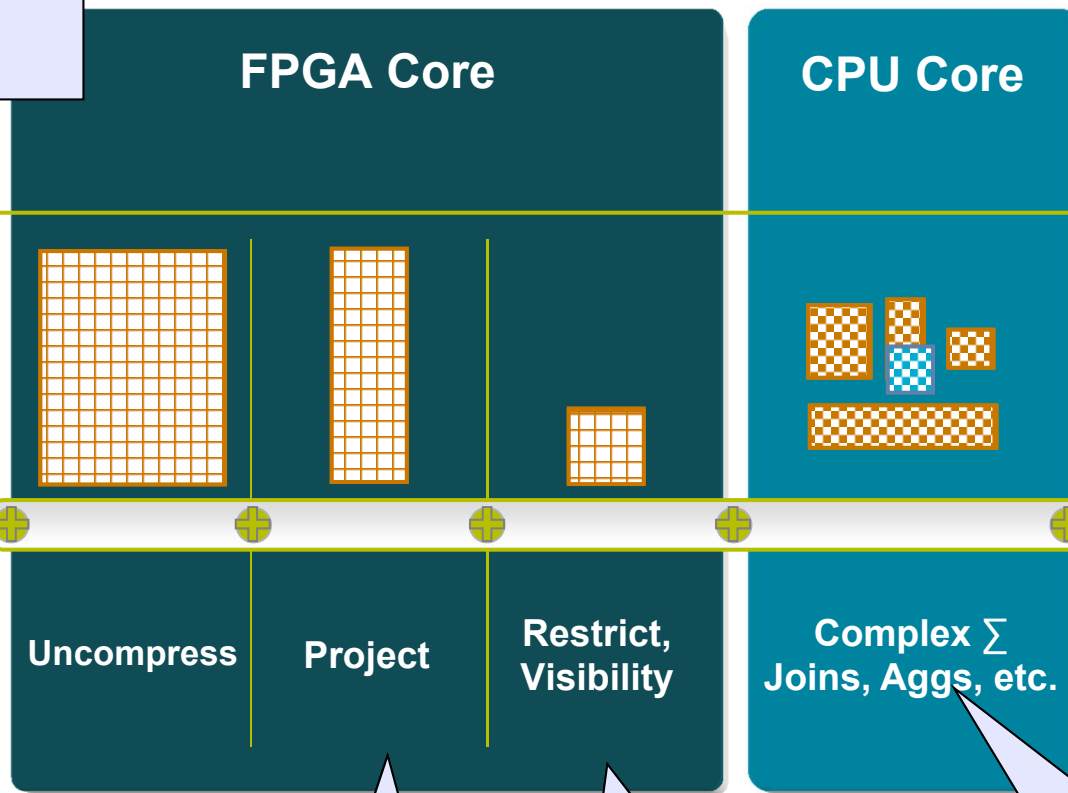 FPGA Core
CPU Core
Uncompress
Project
Restrict,
Visibility
Complex ∑
Joins, Aggs, etc.